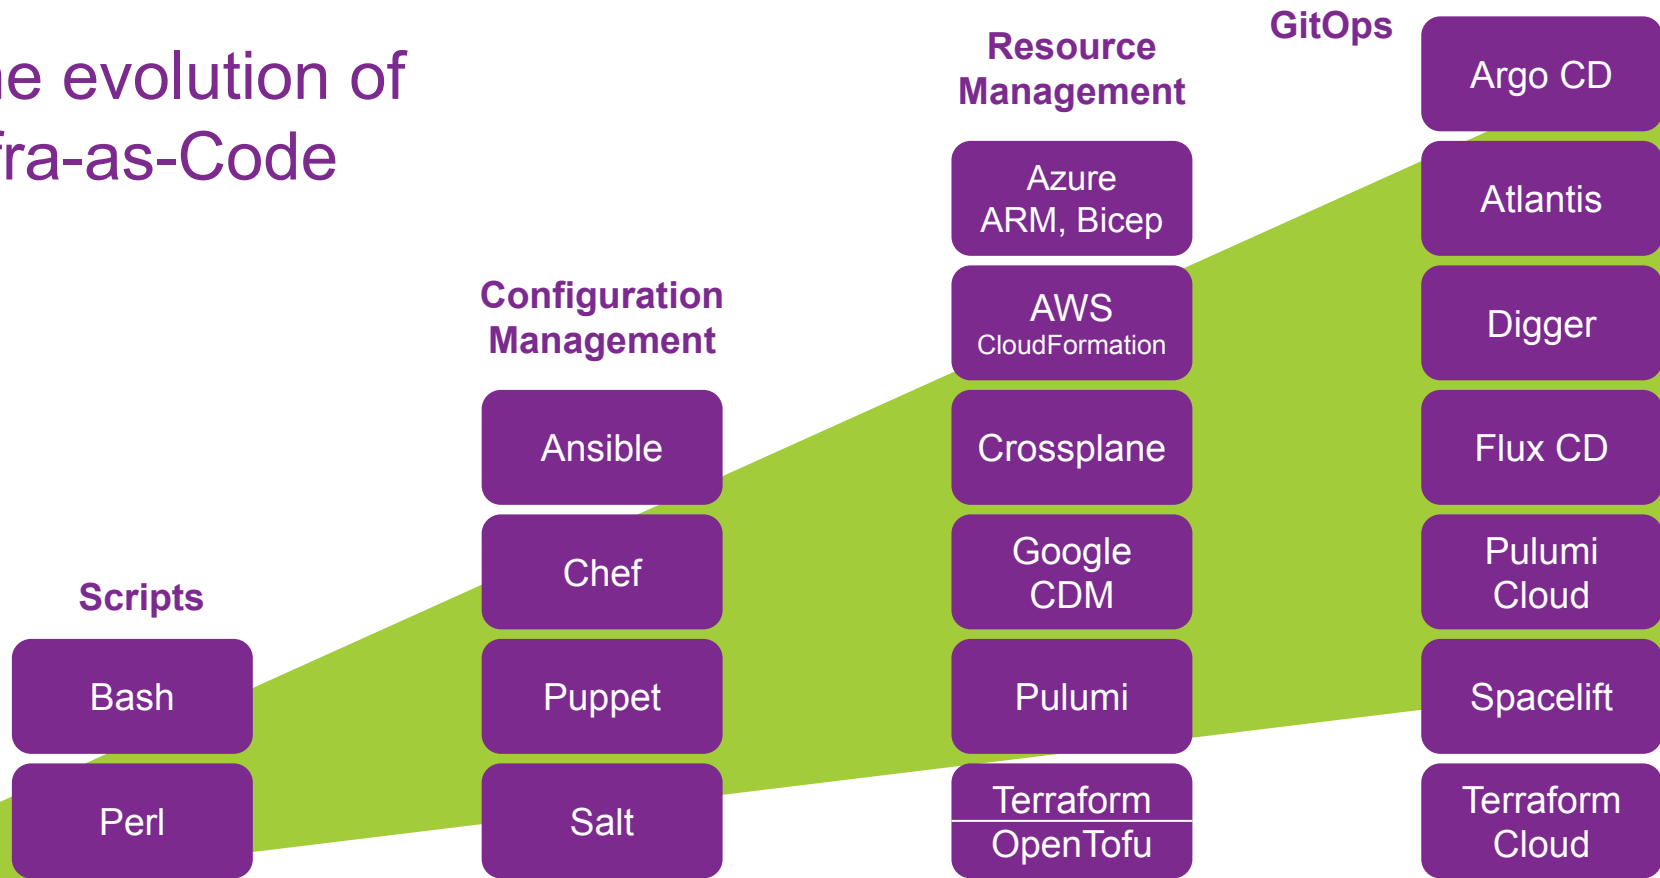 ne evolution of
fra-as-Code
Scripts
Bash
Perl
Configuration
Management
Ansible
Chef
Puppet
Salt
Resource
Management
Azure
ARM, Bicep
AWS
CloudFormation
Crossplane
Google
CDM
Pulumi
Terraform
OpenTofu
GitOps
Argo CD
Atlantis
Digger
Flux CD
Pulumi
Cloud
Spacelift
Terraform
Cloud